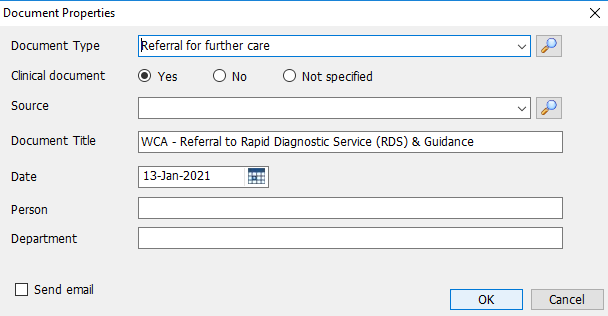 Document Properties
Document Type Referral for further care
Clinical document Yes No Not specified
Source
Document Title WCA - Referral to Rapid Diagnostic Service (RDS) & Guidance
Date 13-Jan-2021
Person
Department
Send email OK Cancel